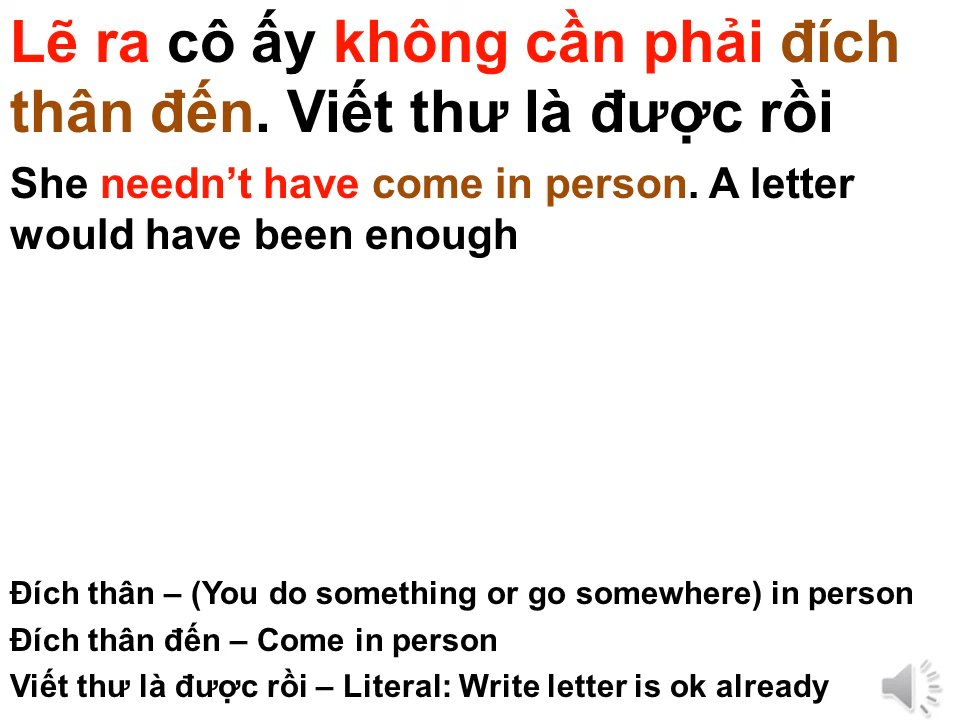 Lẽ ra cô ấy không cần phải đích
thân đến. Viết thư là được rồi
She needn’t have come in person. A letter
would have been enough
Đích thân – (You do something or go somewhere) in person
Đích thân đến – Come in person
Viết thư là được rồi – Literal: Write letter is ok already